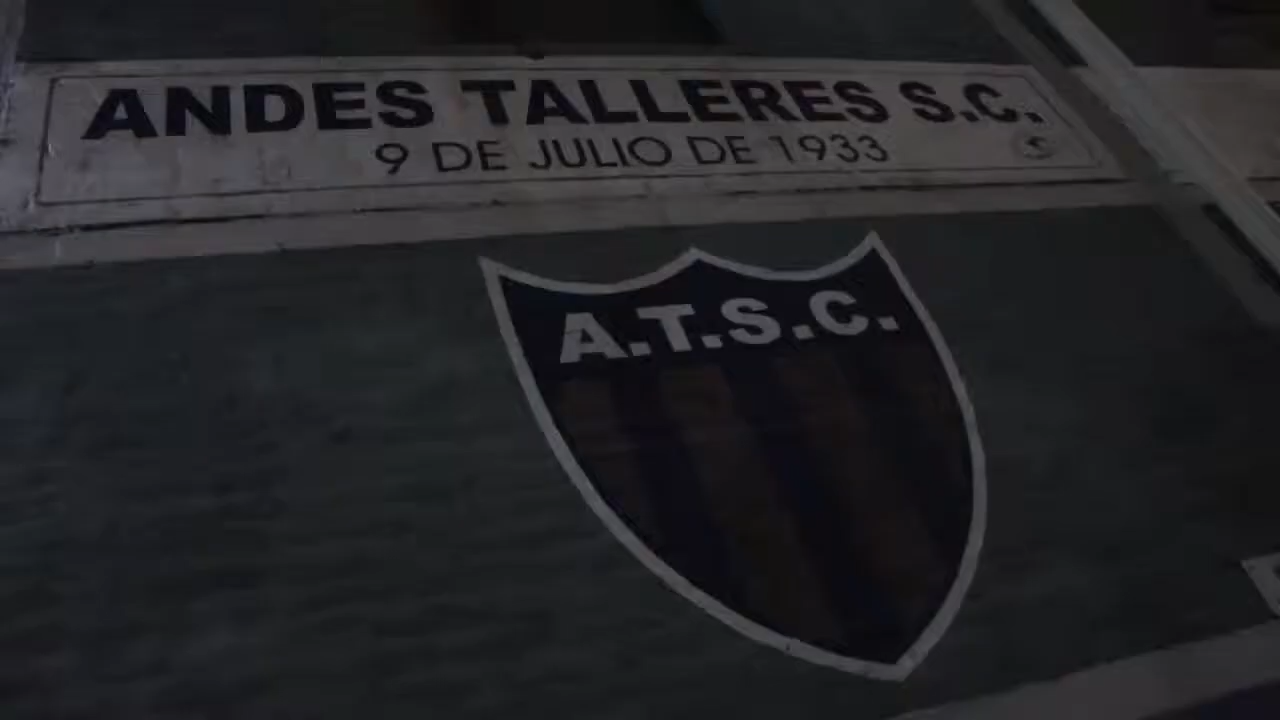 ANDES TALLERES S.C.
9 DE JULIO DE 1933
A.T.S.C.